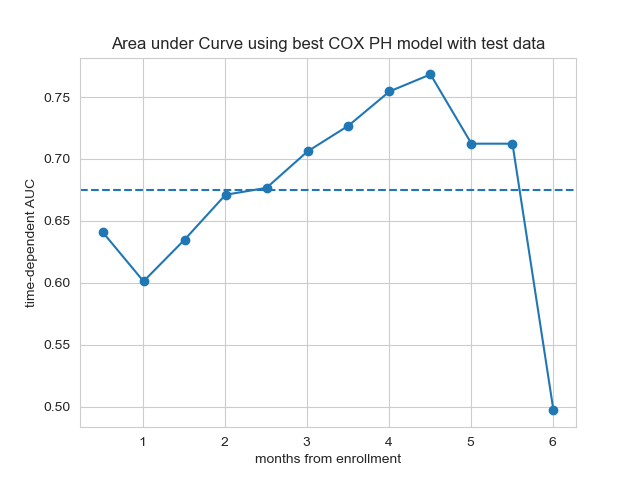 Area under Curve using best COX PH model with test data
time-dependent AUC
0.75
0.70
0.65
0.60
0.55
0.50
1 2 3 4 5 6
months from enrollment